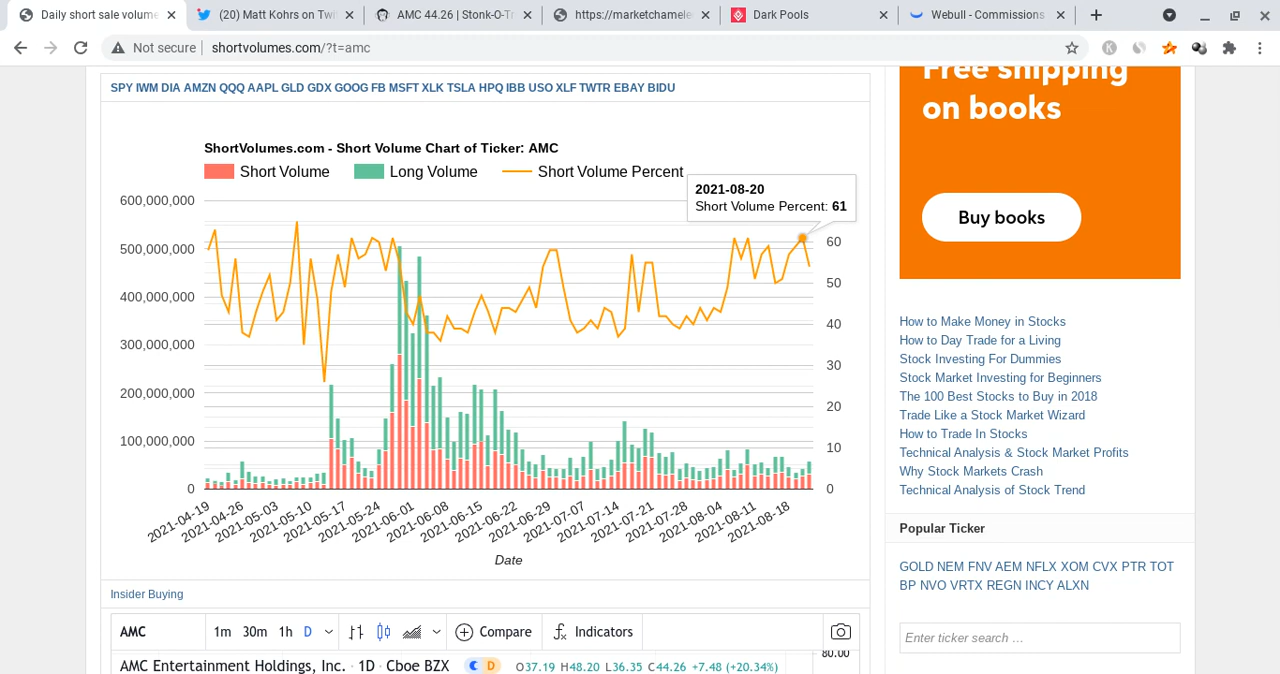 Daily short sale volume
(20) Matt Kohrs on Twi
AMC 44.26 | Stonk-O-Tr
https://marketchamele
Dark Pools
Webull - Commissions
Not secure
shortvolumes.com/?t=amc
SPY IWM DIA AMZN QQQ AAPL GLD GDX GOOG FB MSFT XLK TSLA HPQ IBB USO XLF TWTR EBAY BIDU
ShortVolumes.com - Short Volume Chart of Ticker: AMC
Short Volume
Long Volume
Short Volume Percent
2021-08-20
Short Volume Percent: 61
600,000,000
500,000,000
400,000,000
300,000,000
200,000,000
100,000,000
0
60
50
40
30
20
10
0
2021-04-19
2021-04-26
2021-05-03
2021-05-10
2021-05-17
2021-05-24
2021-06-01
2021-06-08
2021-06-15
2021-06-22
2021-06-29
2021-07-07
2021-07-14
2021-07-21
2021-07-28
2021-08-04
2021-08-11
2021-08-18
Date
Insider Buying
AMC
1m 30m 1h D
Compare
Indicators
AMC Entertainment Holdings, Inc. · 1D · Cboe BZX
D
O37.19 H48.20 L36.35 C44.26 +7.48 (+20.34%)
80.00
Free shipping
on books
Buy books
How to Make Money in Stocks
How to Day Trade for a Living
Stock Investing For Dummies
Stock Market Investing for Beginners
The 100 Best Stocks to Buy in 2018
Trade Like a Stock Market Wizard
How to Trade In Stocks
Technical Analysis & Stock Market Profits
Why Stock Markets Crash
Technical Analysis of Stock Trend
Popular Ticker
GOLD NEM FNV AEM NFLX XOM CVX PTR TOT
BP NVO VRTX REGN INCY ALXN
Enter ticker search …